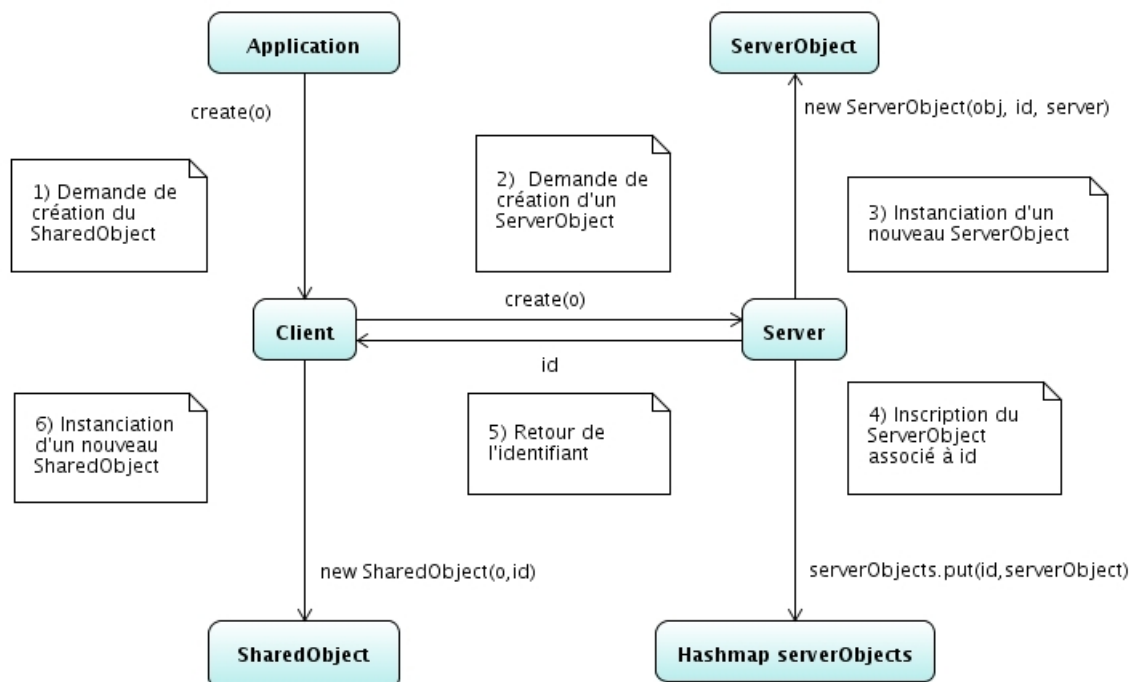 Application
ServerObject
create(o)
new ServerObject(obj, id, server)
1) Demande de
création du
SharedObject
2) Demande de
création d'un
ServerObject
3) Instanciation d'un
nouveau ServerObject
create(o)
Client
Server
id
6) Instanciation
d'un nouveau
SharedObject
5) Retour de
l'identifiant
4) Inscription du
ServerObject
associé à id
new SharedObject(o,id)
serverObjects.put(id,serverObject)
SharedObject
Hashmap serverObjects